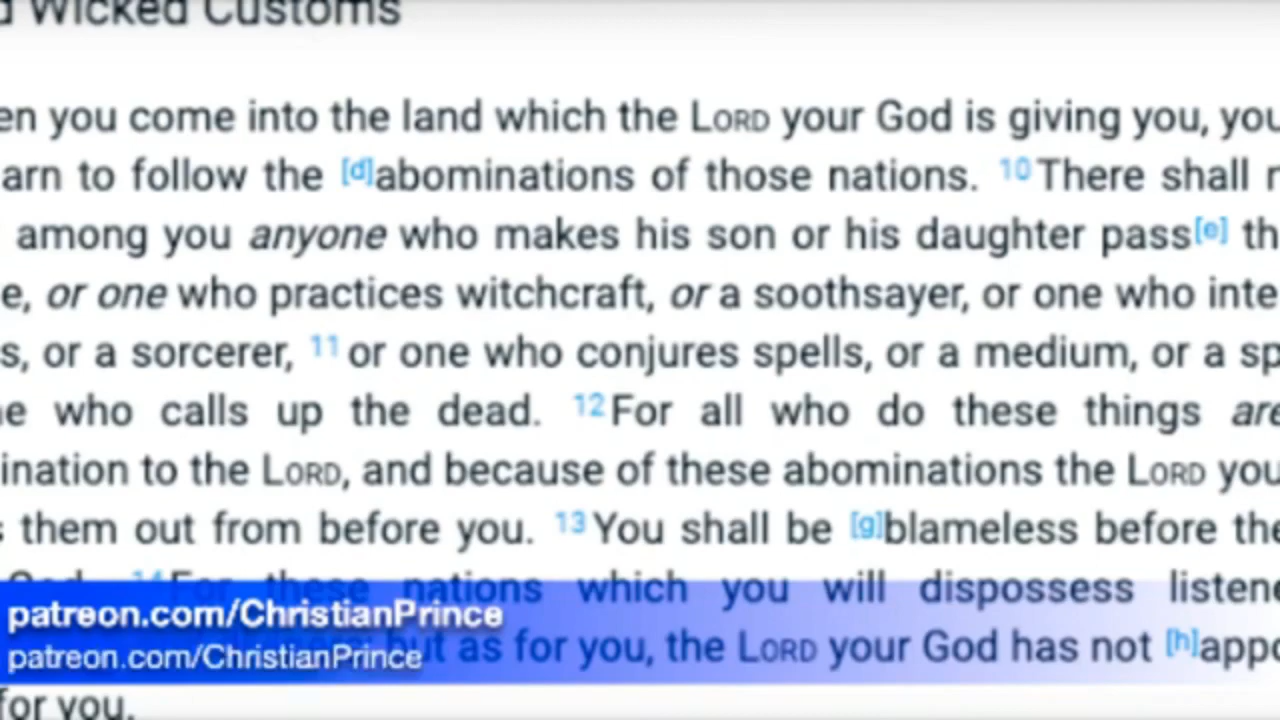 d Wicked Customs
en you come into the land which the LORD your God is giving you, you
arn to follow the [d]abominations of those nations. 10 There shall n
among you anyone who makes his son or his daughter pass[e] th
e, or one who practices witchcraft, or a soothsayer, or one who inte
s, or a sorcerer, 11 or one who conjures spells, or a medium, or a sp
ne who calls up the dead. 12 For all who do these things are
ination to the LORD, and because of these abominations the LORD you
s them out from before you. 13 You shall be [g]blameless before the
God. 14 For these nations which you will dispossess listene
patreon.com/ChristianPrince
but as for you, the LORD your God has not [h]appo
patreon.com/ChristianPrince
for you.